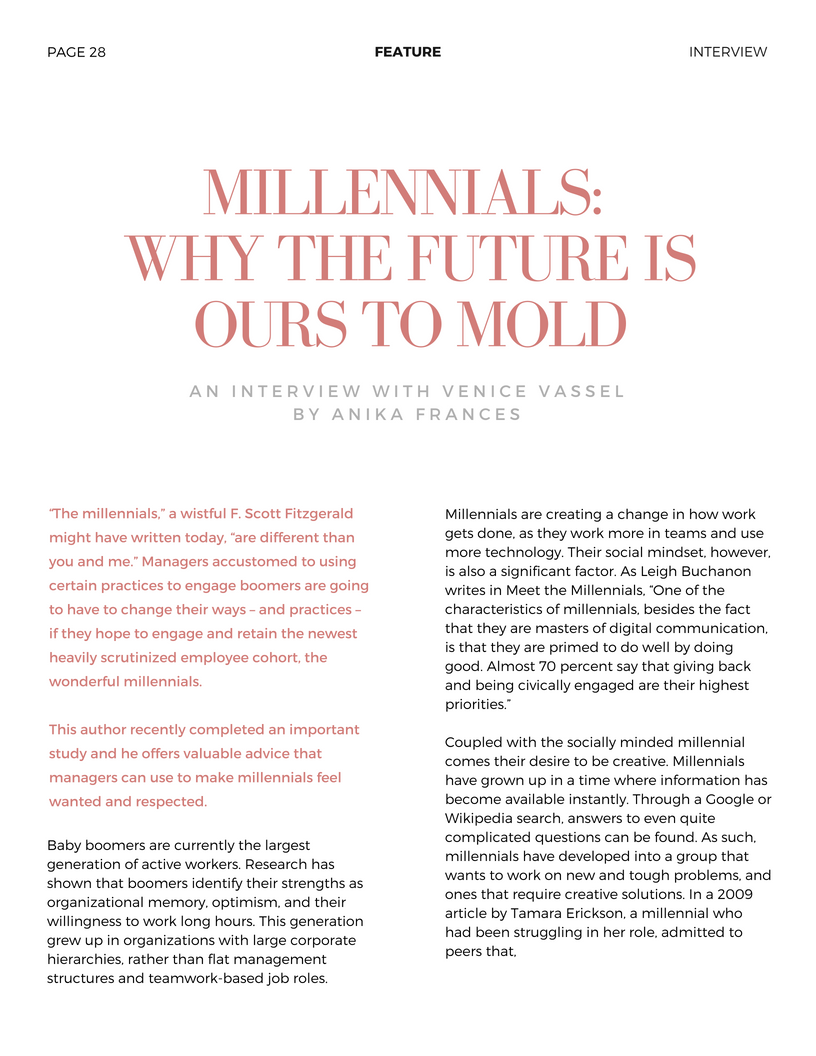 PAGE 28
FEATURE
INTERVIEW
MILLENNIALS:
WHY THE FUTURE IS
OURS TO MOLD
AN INTERVIEW WITH VENICE VASSEL
BY ANIKA FRANCES
“The millennials,” a wistful F. Scott Fitzgerald
might have written today, “are different than
you and me.” Managers accustomed to using
certain practices to engage boomers are going
to have to change their ways – and practices –
if they hope to engage and retain the newest
heavily scrutinized employee cohort, the
wonderful millennials.
This author recently completed an important
study and he offers valuable advice that
managers can use to make millennials feel
wanted and respected.
Baby boomers are currently the largest
generation of active workers. Research has
shown that boomers identify their strengths as
organizational memory, optimism, and their
willingness to work long hours. This generation
grew up in organizations with large corporate
hierarchies, rather than flat management
structures and teamwork-based job roles.
Millennials are creating a change in how work
gets done, as they work more in teams and use
more technology. Their social mindset, however,
is also a significant factor. As Leigh Buchanon
writes in Meet the Millennials, “One of the
characteristics of millennials, besides the fact
that they are masters of digital communication,
is that they are primed to do well by doing
good. Almost 70 percent say that giving back
and being civically engaged are their highest
priorities.”
Coupled with the socially minded millennial
comes their desire to be creative. Millennials
have grown up in a time where information has
become available instantly. Through a Google or
Wikipedia search, answers to even quite
complicated questions can be found. As such,
millennials have developed into a group that
wants to work on new and tough problems, and
ones that require creative solutions. In a 2009
article by Tamara Erickson, a millennial who
had been struggling in her role, admitted to
peers that,